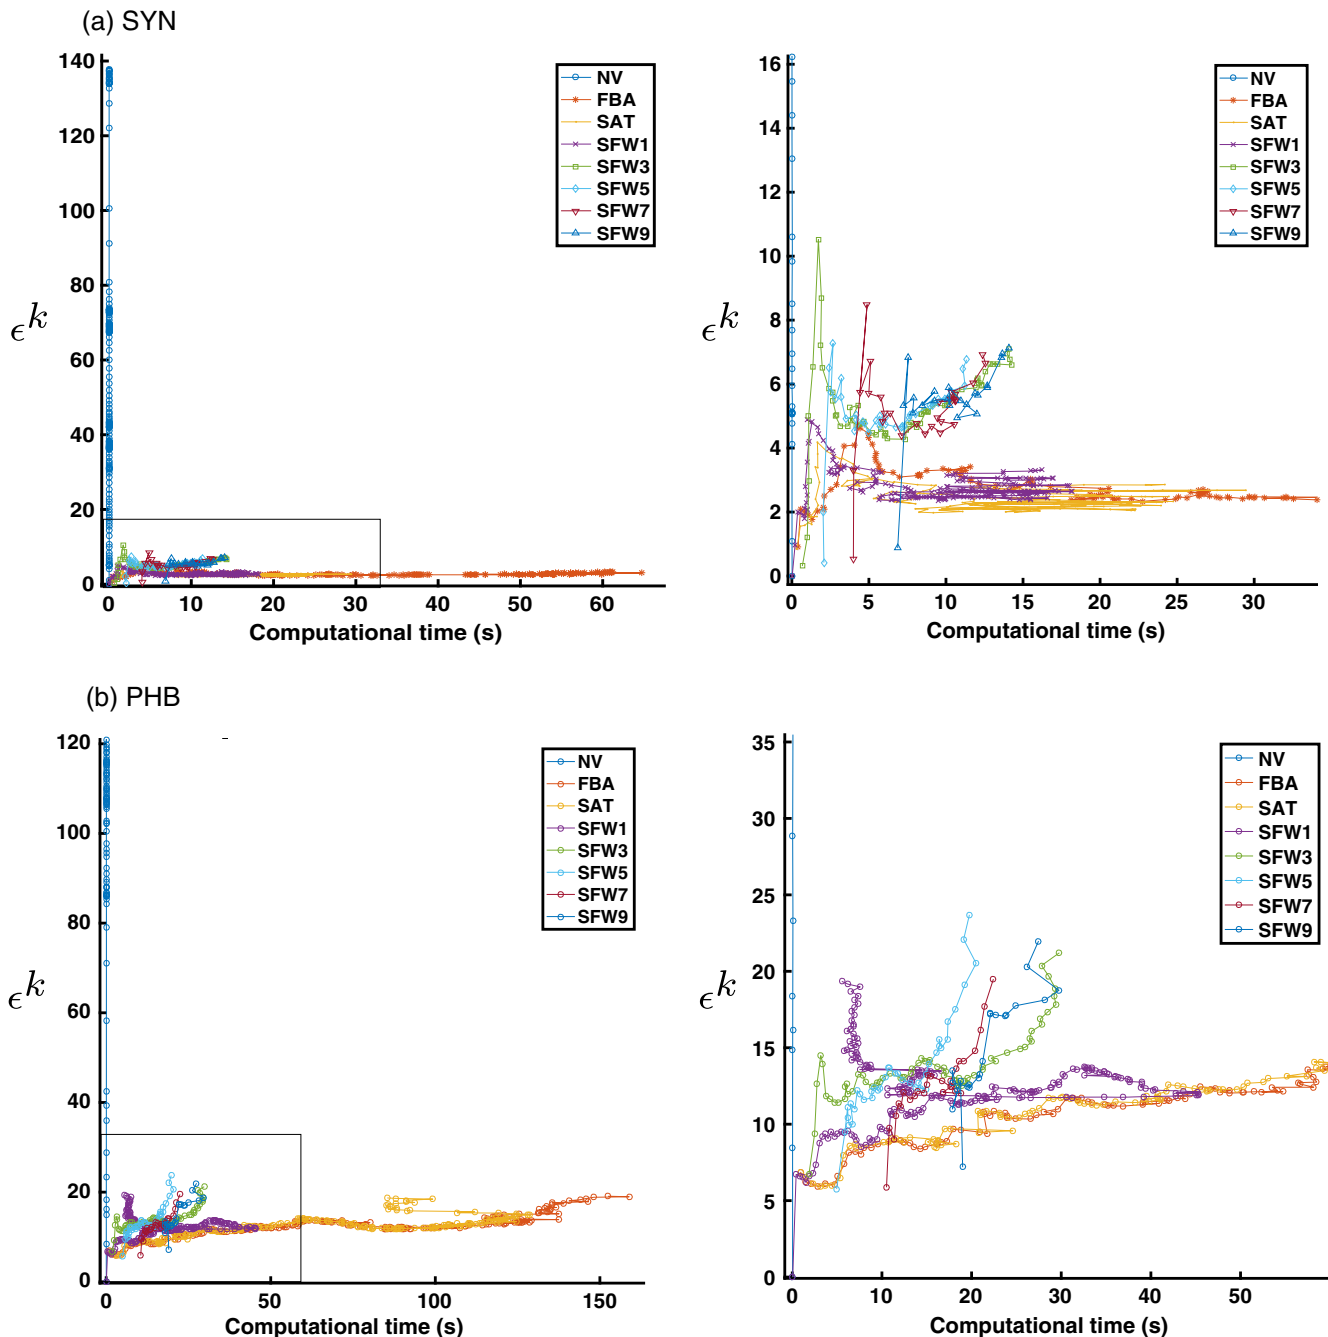 (a) SYN
140
120
100
80
60
40
20
0
ϵ^k
0 10 20 30 40 50 60
Computational time (s)
NV
FBA
SAT
SFW1
SFW3
SFW5
SFW7
SFW9
16
14
12
10
8
6
4
2
0
ϵ^k
0 5 10 15 20 25 30
Computational time (s)
NV
FBA
SAT
SFW1
SFW3
SFW5
SFW7
SFW9
(b) PHB
120
100
80
60
40
20
0
ϵ^k
0 50 100 150
Computational time (s)
NV
FBA
SAT
SFW1
SFW3
SFW5
SFW7
SFW9
35
30
25
20
15
10
5
0
ϵ^k
0 10 20 30 40 50
Computational time (s)
NV
FBA
SAT
SFW1
SFW3
SFW5
SFW7
SFW9